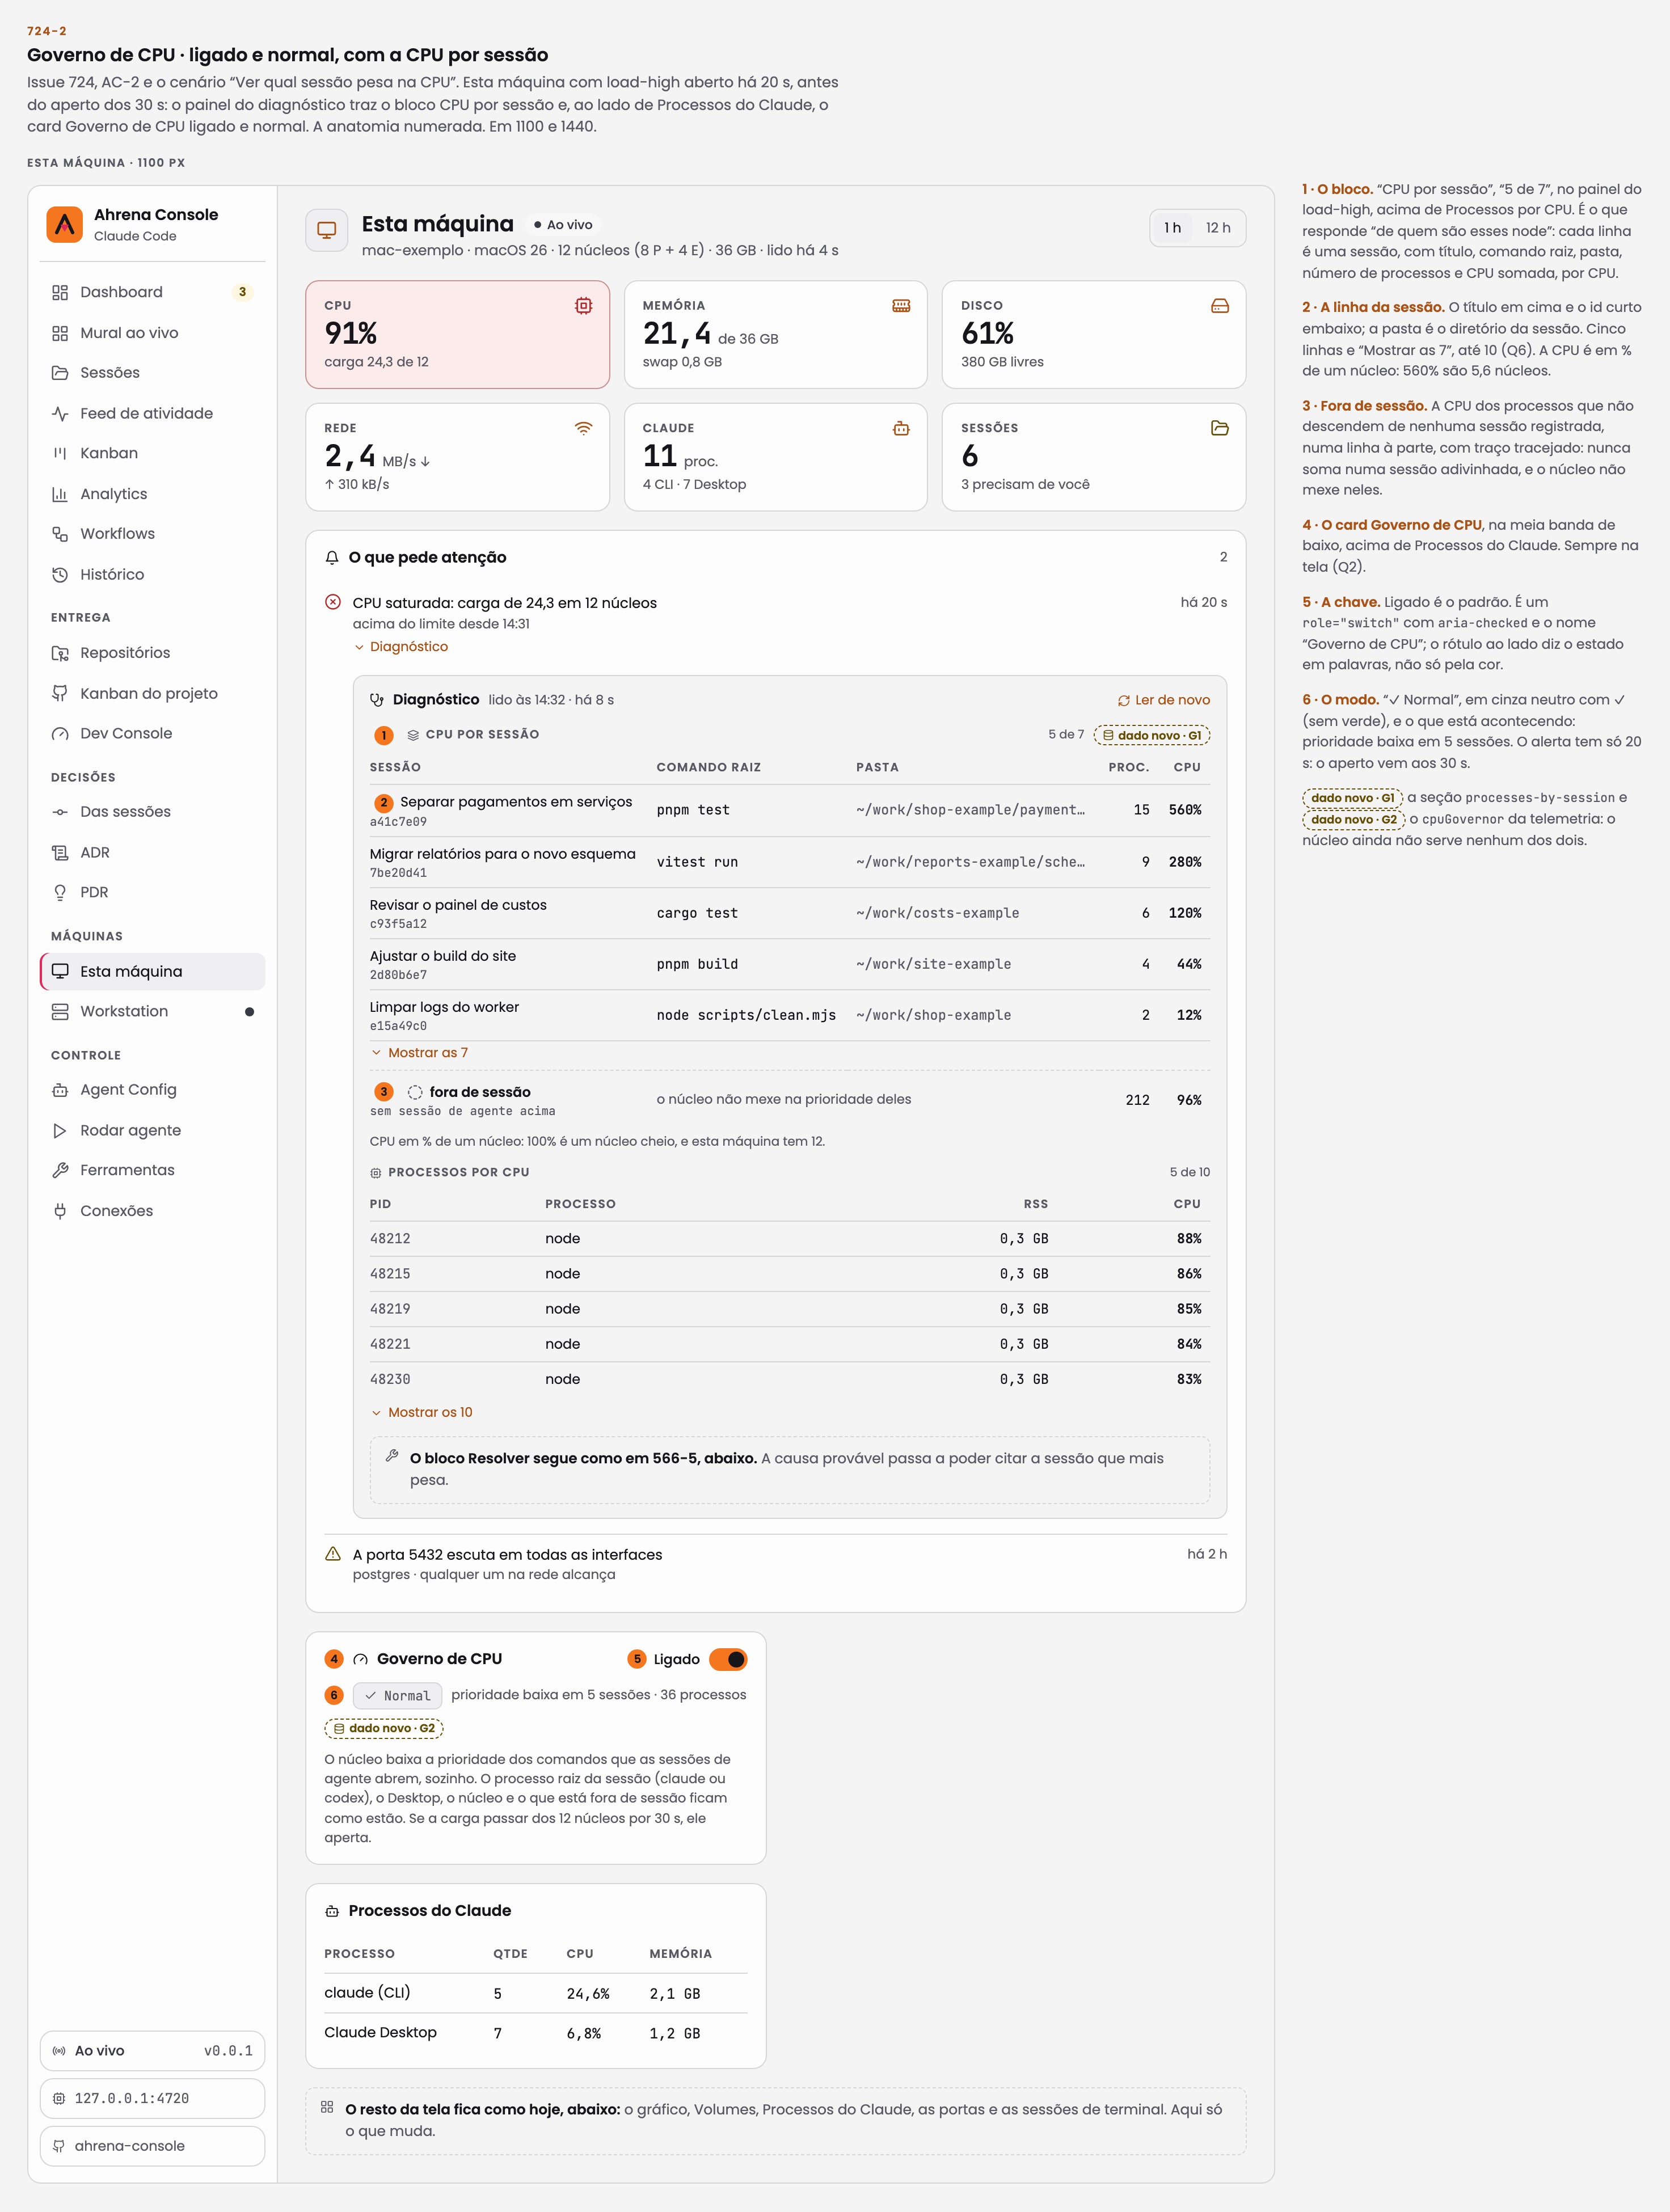 724-2
Governo de CPU · ligado e normal, com a CPU por sessão
Issue 724, AC-2 e o cenário “Ver qual sessão pesa na CPU”. Esta máquina com load-high aberto há 20 s, antes
do aperto dos 30 s: o painel do diagnóstico traz o bloco CPU por sessão e, ao lado de Processos do Claude, o
card Governo de CPU ligado e normal. A anatomia numerada. Em 1100 e 1440.
ESTA MÁQUINA · 1100 PX
Ahrena Console
Claude Code
Dashboard 3
Mural ao vivo
Sessões
Feed de atividade
Kanban
Analytics
Workflows
Histórico
ENTREGA
Repositórios
Kanban do projeto
Dev Console
DECISÕES
Das sessões
ADR
PDR
MÁQUINAS
Esta máquina
Workstation
CONTROLE
Agent Config
Rodar agente
Ferramentas
Conexões
Ao vivo v0.0.1
127.0.0.1:4720
ahrena-console
Esta máquina Ao vivo
mac-exemplo · macOS 26 · 12 núcleos (8 P + 4 E) · 36 GB · lido há 4 s
1 h 12 h
CPU
91%
carga 24,3 de 12
MEMÓRIA
21,4 de 36 GB
swap 0,8 GB
DISCO
61%
380 GB livres
REDE
2,4 MB/s ↓
↑ 310 kB/s
CLAUDE
11 proc.
4 CLI · 7 Desktop
SESSÕES
6
3 precisam de você
O que pede atenção 2
CPU saturada: carga de 24,3 em 12 núcleos há 20 s
acima do limite desde 14:31
Diagnóstico
Diagnóstico lido às 14:32 · há 8 s Ler de novo
1 CPU POR SESSÃO 5 de 7 dado novo · G1
SESSÃO COMANDO RAIZ PASTA PROC. CPU
2 Separar pagamentos em serviços pnpm test ~/work/shop-example/payment… 15 560%
a41c7e09
Migrar relatórios para o novo esquema vitest run ~/work/reports-example/sche… 9 280%
7be20d41
Revisar o painel de custos cargo test ~/work/costs-example 6 120%
c93f5a12
Ajustar o build do site pnpm build ~/work/site-example 4 44%
2d80b6e7
Limpar logs do worker node scripts/clean.mjs ~/work/shop-example 2 12%
e15a49c0
Mostrar as 7
3 fora de sessão o núcleo não mexe na prioridade deles 212 96%
sem sessão de agente acima
CPU em % de um núcleo: 100% é um núcleo cheio, e esta máquina tem 12.
PROCESSOS POR CPU 5 de 10
PID PROCESSO RSS CPU
48212 node 0,3 GB 88%
48215 node 0,3 GB 86%
48219 node 0,3 GB 85%
48221 node 0,3 GB 84%
48230 node 0,3 GB 83%
Mostrar os 10
O bloco Resolver segue como em 566-5, abaixo. A causa provável passa a poder citar a sessão que mais
pesa.
A porta 5432 escuta em todas as interfaces há 2 h
postgres · qualquer um na rede alcança
4 Governo de CPU 5 Ligado
6 ✓ Normal prioridade baixa em 5 sessões · 36 processos
dado novo · G2
O núcleo baixa a prioridade dos comandos que as sessões de
agente abrem, sozinho. O processo raiz da sessão (claude ou
codex), o Desktop, o núcleo e o que está fora de sessão ficam
como estão. Se a carga passar dos 12 núcleos por 30 s, ele
aperta.
Processos do Claude
PROCESSO QTDE CPU MEMÓRIA
claude (CLI) 5 24,6% 2,1 GB
Claude Desktop 7 6,8% 1,2 GB
O resto da tela fica como hoje, abaixo: o gráfico, Volumes, Processos do Claude, as portas e as sessões de terminal. Aqui só
o que muda.
1 · O bloco. “CPU por sessão”, “5 de 7”, no painel do
load-high, acima de Processos por CPU. É o que
responde “de quem são esses node”: cada linha
é uma sessão, com título, comando raiz, pasta,
número de processos e CPU somada, por CPU.
2 · A linha da sessão. O título em cima e o id curto
embaixo; a pasta é o diretório da sessão. Cinco
linhas e “Mostrar as 7”, até 10 (Q6). A CPU é em %
de um núcleo: 560% são 5,6 núcleos.
3 · Fora de sessão. A CPU dos processos que não
descendem de nenhuma sessão registrada,
numa linha à parte, com traço tracejado: nunca
soma numa sessão adivinhada, e o núcleo não
mexe neles.
4 · O card Governo de CPU, na meia banda de
baixo, acima de Processos do Claude. Sempre na
tela (Q2).
5 · A chave. Ligado é o padrão. É um
role="switch" com aria-checked e o nome
“Governo de CPU”; o rótulo ao lado diz o estado
em palavras, não só pela cor.
6 · O modo. “✓ Normal”, em cinza neutro com ✓
(sem verde), e o que está acontecendo:
prioridade baixa em 5 sessões. O alerta tem só 20
s: o aperto vem aos 30 s.
dado novo · G1 a seção processes-by-session e
dado novo · G2 o cpuGovernor da telemetria: o
núcleo ainda não serve nenhum dos dois.